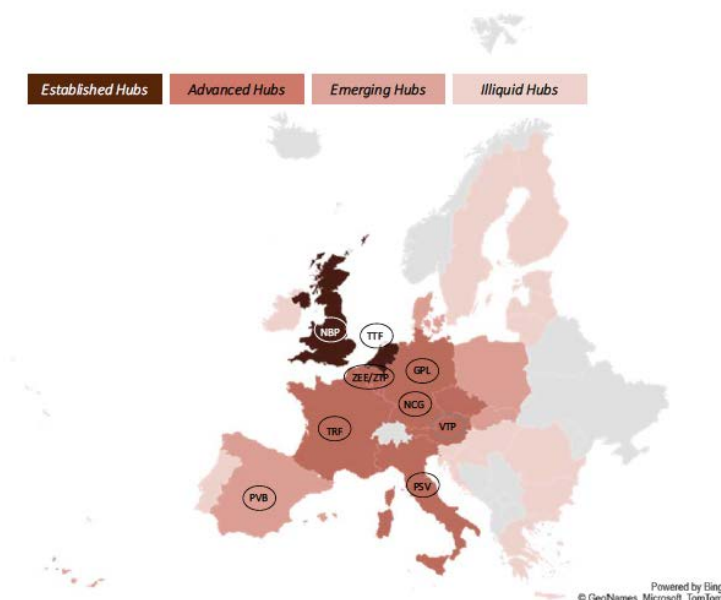 Established Hubs
Advanced Hubs
Emerging Hubs
Illiquid Hubs
NBP
TTF
ZEE/ZTP
GPL
NCG
VTP
TRF
PSV
PVB
Powered by Bing
© GeoNames, Microsoft, TomTom